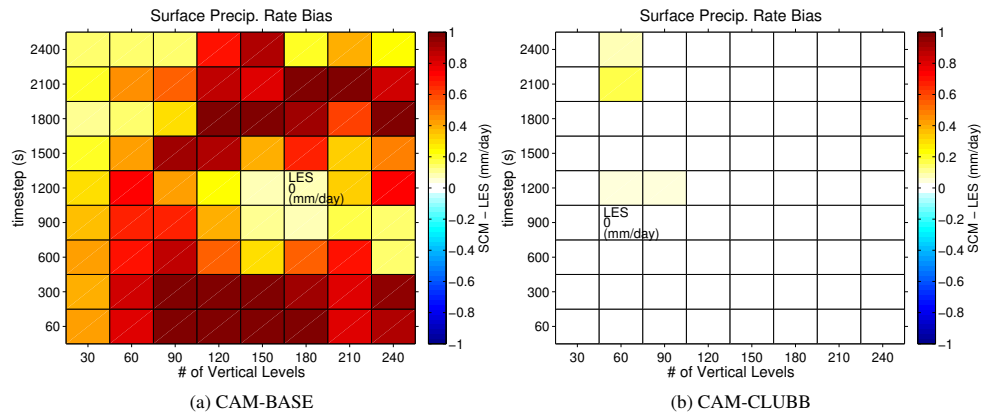 Surface Precip. Rate Bias
timestep (s)
2400
2100
1800
1500
1200
900
600
300
60
LES
0
(mm/day)
30 60 90 120 150 180 210 240
# of Vertical Levels
1
0.8
0.6
0.4
0.2
0
−0.2
−0.4
−0.6
−0.8
−1
SCM − LES (mm/day)
(a) CAM-BASE
Surface Precip. Rate Bias
timestep (s)
2400
2100
1800
1500
1200
900
600
300
60
LES
0
(mm/day)
30 60 90 120 150 180 210 240
# of Vertical Levels
1
0.8
0.6
0.4
0.2
0
−0.2
−0.4
−0.6
−0.8
−1
SCM − LES (mm/day)
(b) CAM-CLUBB